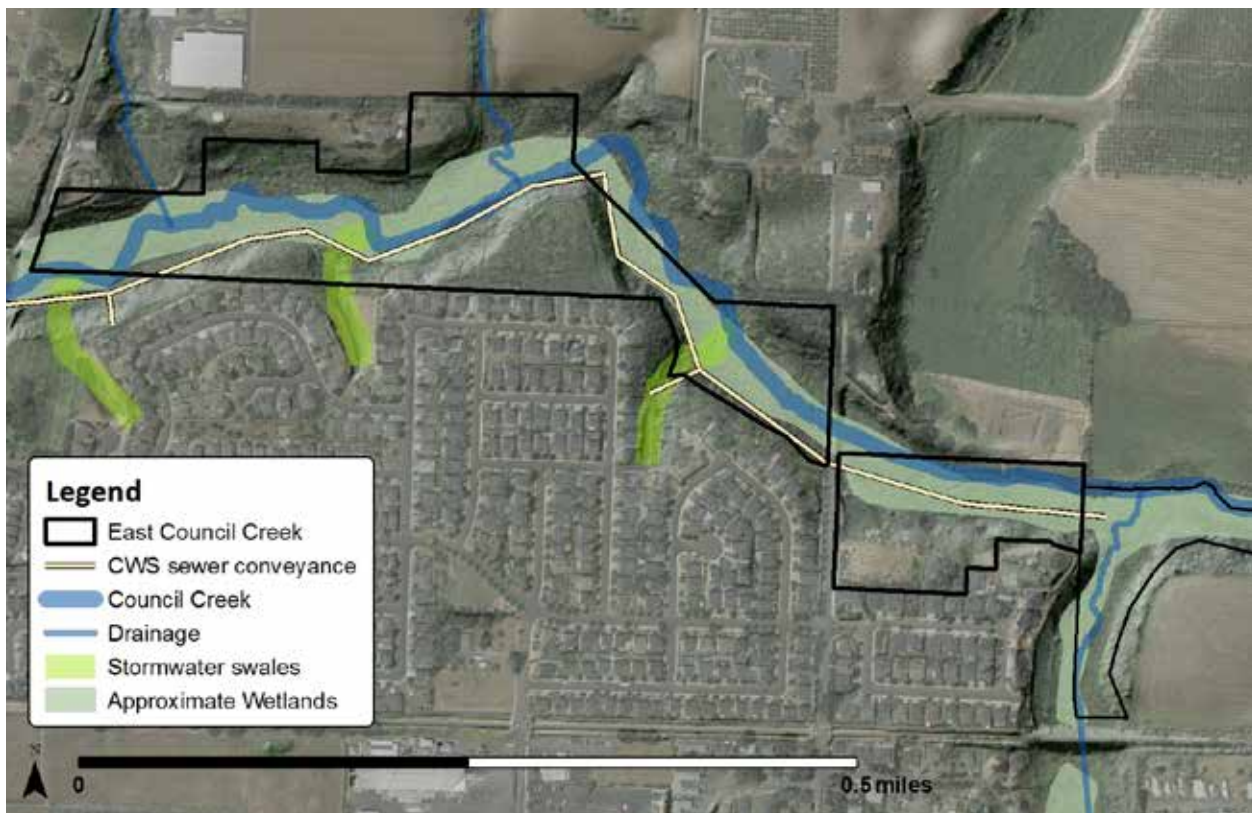 Legend
East Council Creek
CWS sewer conveyance
Council Creek
Drainage
Stormwater swales
Approximate Wetlands
N
0
0.5 miles